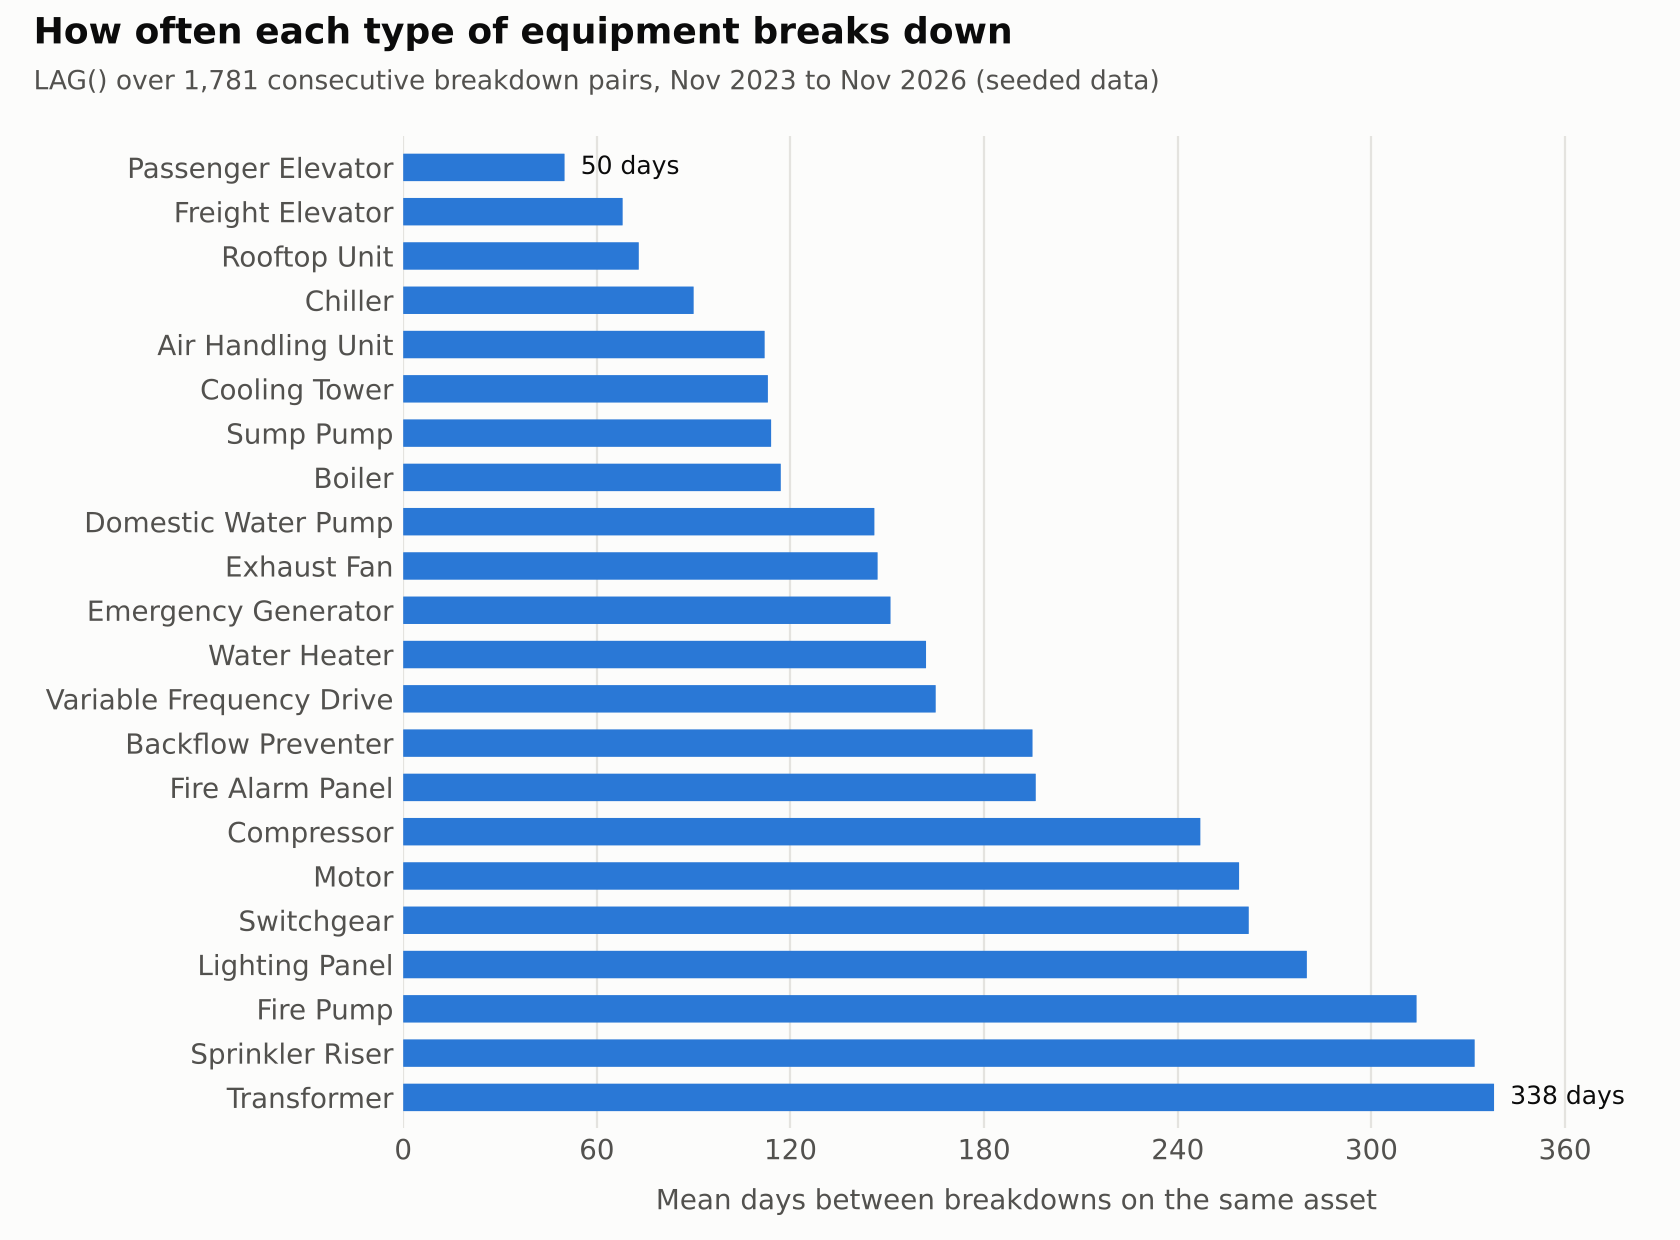 How often each type of equipment breaks down
LAG() over 1,781 consecutive breakdown pairs, Nov 2023 to Nov 2026 (seeded data)
Passenger Elevator
50 days
Freight Elevator
Rooftop Unit
Chiller
Air Handling Unit
Cooling Tower
Sump Pump
Boiler
Domestic Water Pump
Exhaust Fan
Emergency Generator
Water Heater
Variable Frequency Drive
Backflow Preventer
Fire Alarm Panel
Compressor
Motor
Switchgear
Lighting Panel
Fire Pump
Sprinkler Riser
Transformer
338 days
0 60 120 180 240 300 360
Mean days between breakdowns on the same asset